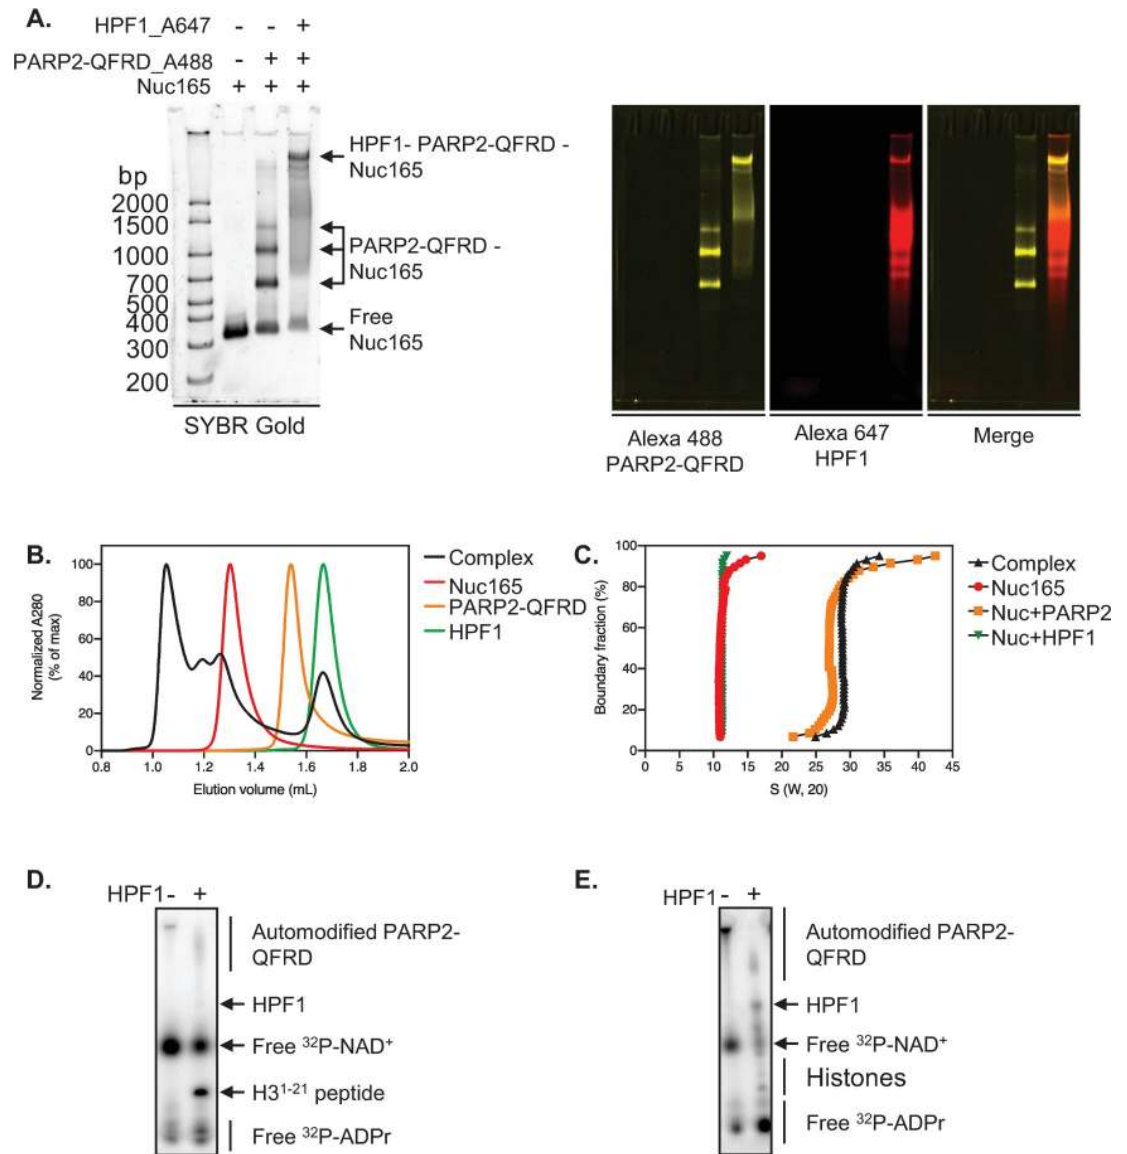 A.
HPF1_A647 - - +
PARP2-QFRD_A488 - + +
Nuc165 + + +
bp
2000
1500
1000
700
500
400
300
200
HPF1- PARP2-QFRD -
Nuc165
PARP2-QFRD -
Nuc165
Free
Nuc165
SYBR Gold
Alexa 488
PARP2-QFRD
Alexa 647
HPF1
Merge
B.
Normalized A280
(% of max)
100
80
60
40
20
0
0.8 1.0 1.2 1.4 1.6 1.8 2.0
Elution volume (mL)
Complex
Nuc165
PARP2-QFRD
HPF1
C.
Boundary fraction (%)
100
80
60
40
20
0
0 5 10 15 20 25 30 35 40 45
S (W, 20)
Complex
Nuc165
Nuc+PARP2
Nuc+HPF1
D.
HPF1 - +
Automodified PARP2-
QFRD
HPF1
Free ³²P-NAD⁺
H3¹⁻²¹ peptide
Free ³²P-ADPr
E.
HPF1 - +
Automodified PARP2-
QFRD
HPF1
Free ³²P-NAD⁺
Histones
Free ³²P-ADPr